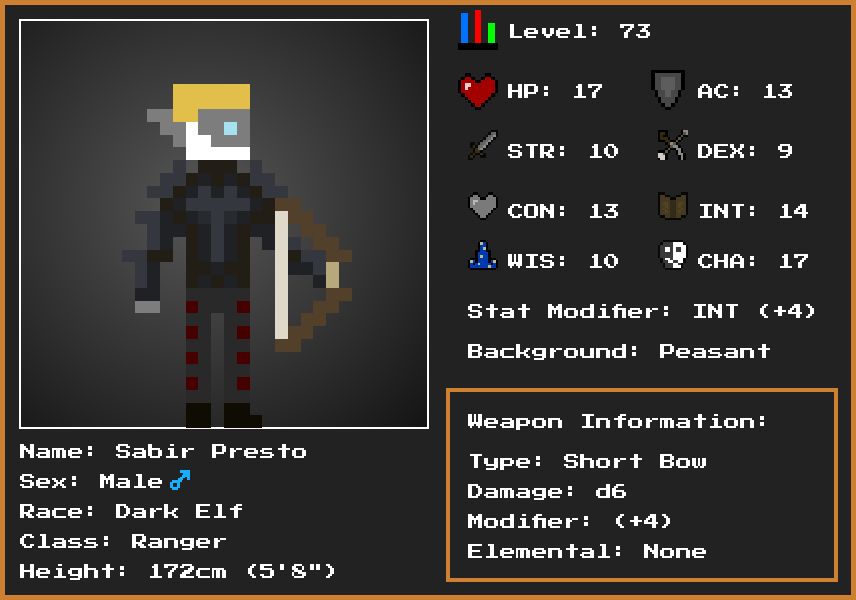 Level: 73
HP: 17 AC: 13
STR: 10 DEX: 9
CON: 13 INT: 14
WIS: 10 CHA: 17
Stat Modifier: INT (+4)
Background: Peasant
Weapon Information:
Type: Short Bow
Damage: d6
Modifier: (+4)
Elemental: None
Name: Sabir Presto
Sex: Male♂
Race: Dark Elf
Class: Ranger
Height: 172cm (5'8")